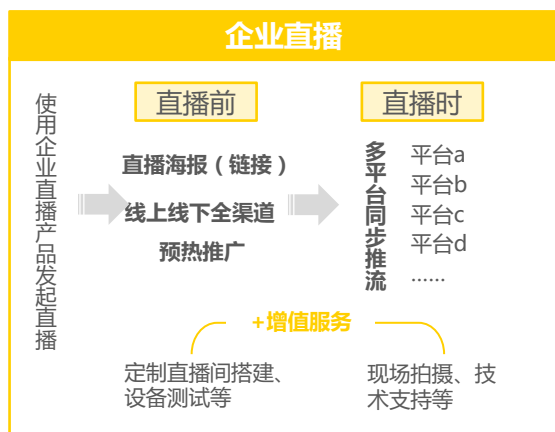 企业直播
使用企业直播产品发起直播
直播前
直播海报（链接）
线上线下全渠道
预热推广
直播时
多平台同步推流
平台a
平台b
平台c
平台d
……
+增值服务
定制直播间搭建、
设备测试等
现场拍摄、技
术支持等